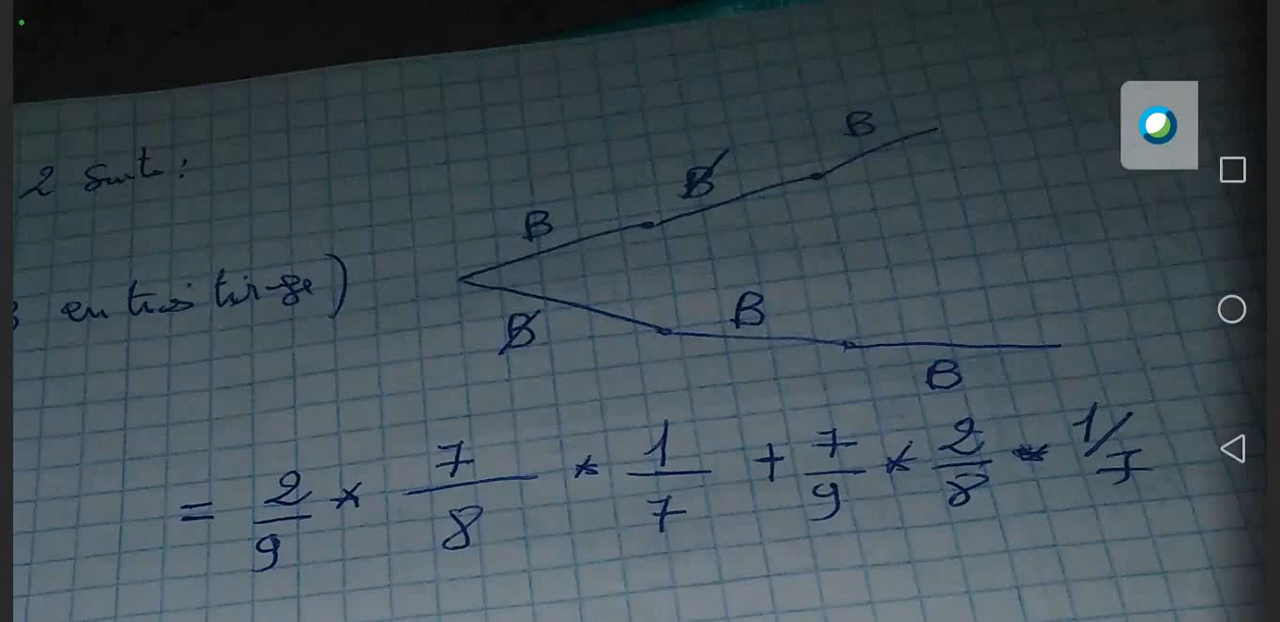 2 suite :
en trois tirage)
B B̸ B
B̸ B B
= 2/9 * 7/8 * 1/7 + 7/9 * 2/8 * 1/7